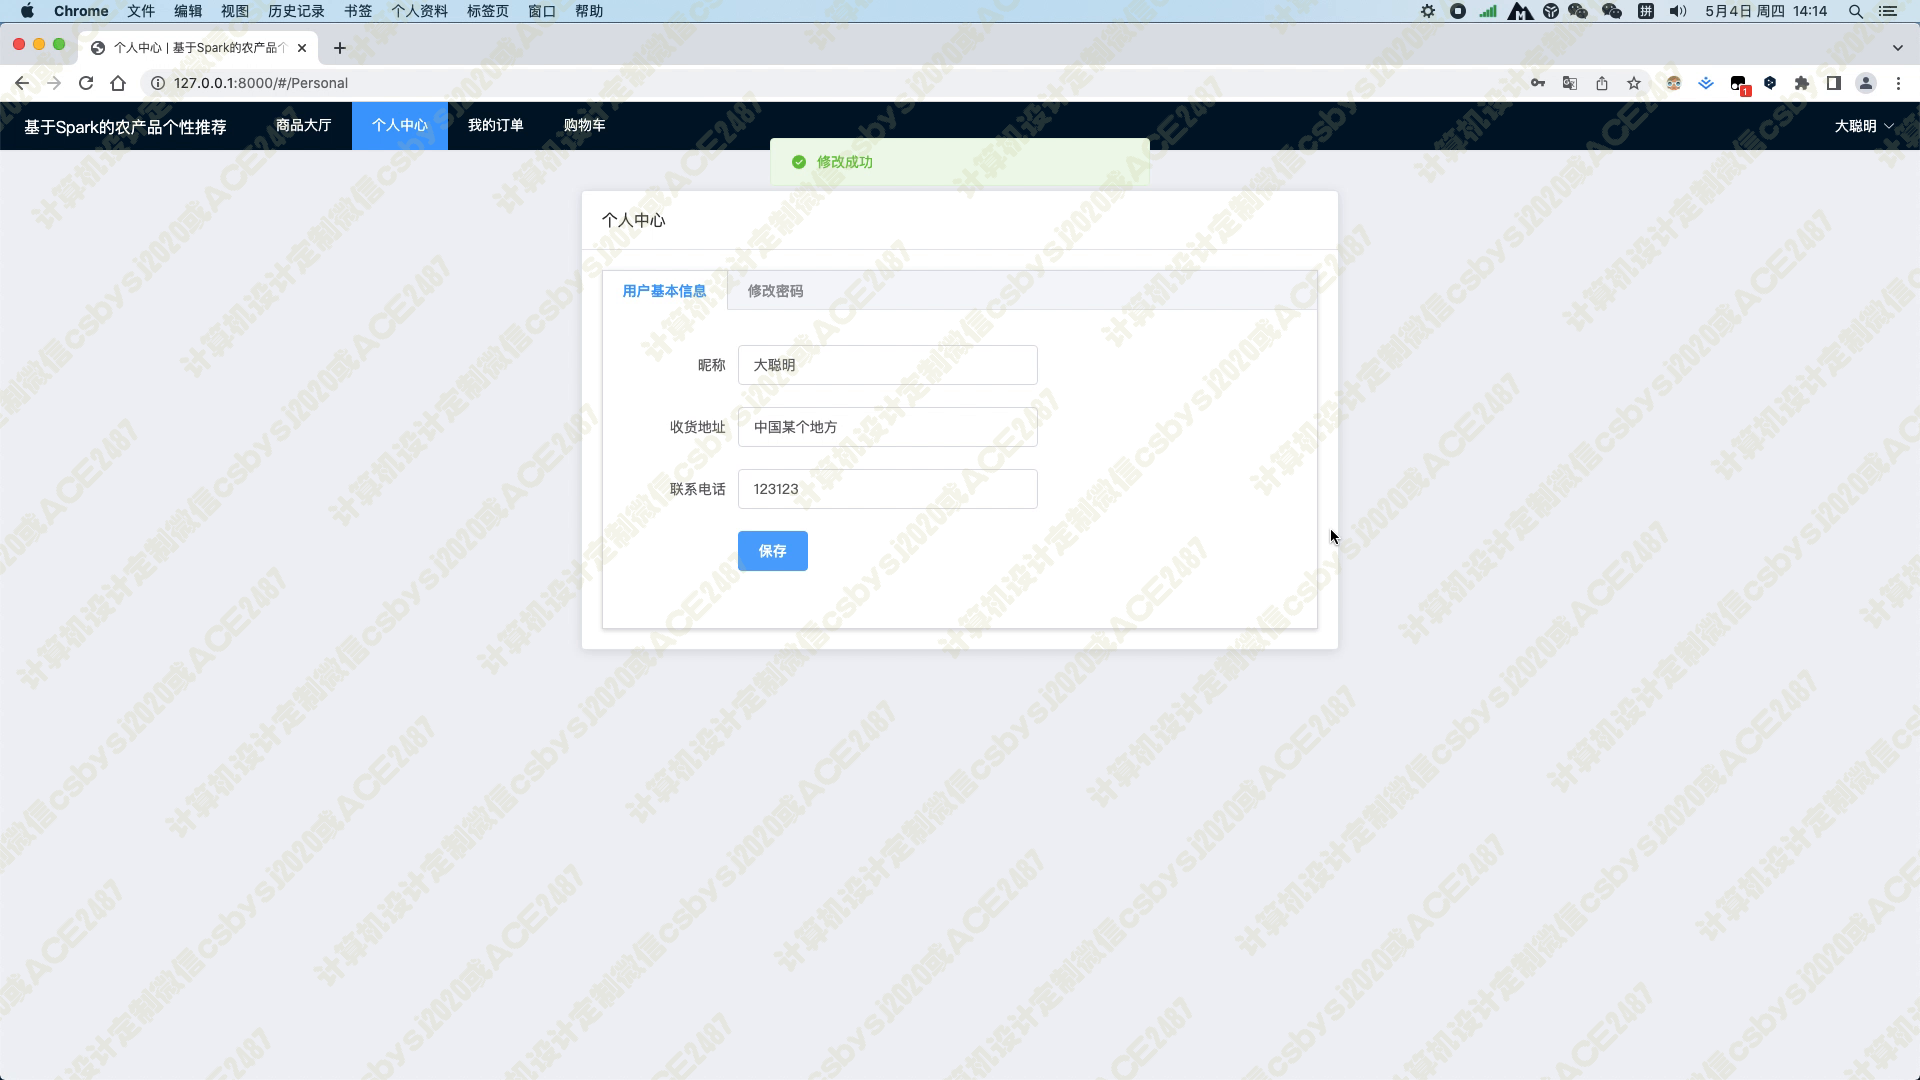 Chrome 文件 编辑 视图 历史记录 书签 个人资料 标签页 窗口 帮助 拼 5月4日 周四 14:14
个人中心 | 基于Spark的农产品个
127.0.0.1:8000/#/Personal
1
基于Spark的农产品个性推荐 商品大厅 个人中心 我的订单 购物车 大聪明
修改成功
个人中心
用户基本信息 修改密码
昵称 大聪明
收货地址 中国某个地方
联系电话 123123
保存
计算机设计定制微信csbysj2020或ACE2487